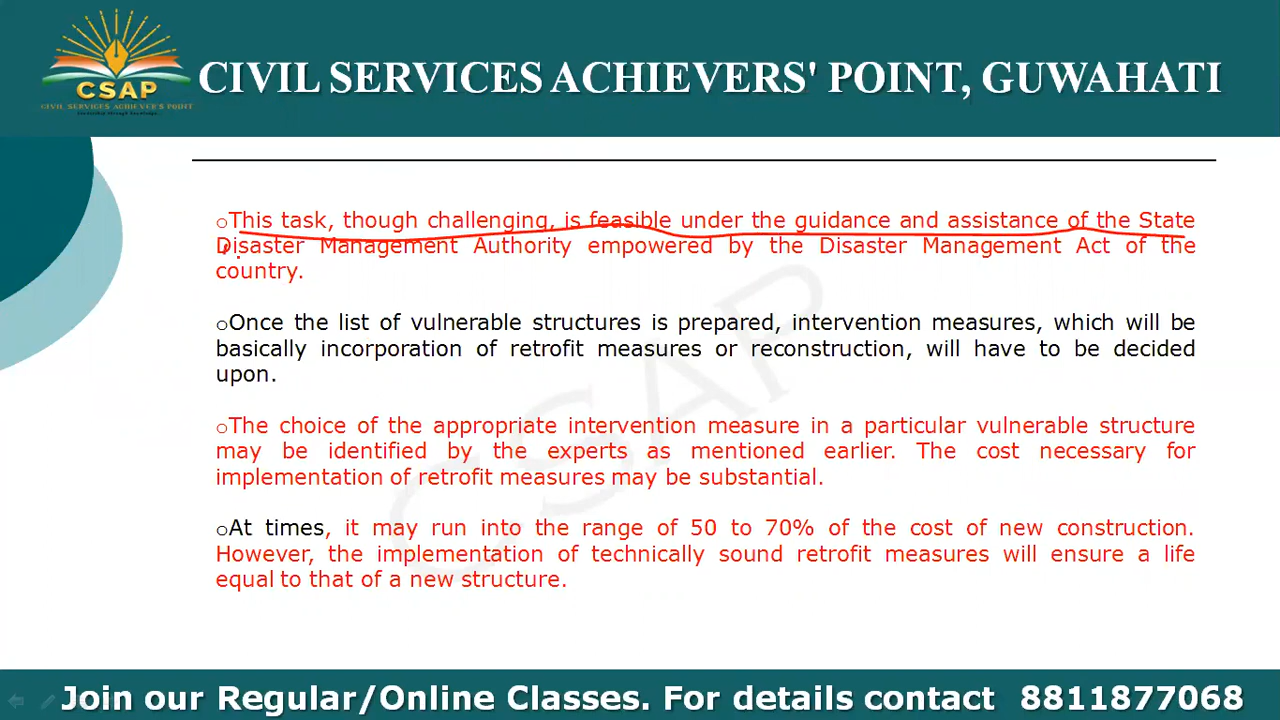 CSAP
CIVIL SERVICES ACHIEVER'S POINT
CIVIL SERVICES ACHIEVERS' POINT, GUWAHATI
oThis task, though challenging, is feasible under the guidance and assistance of the State
Disaster Management Authority empowered by the Disaster Management Act of the
country.
oOnce the list of vulnerable structures is prepared, intervention measures, which will be
basically incorporation of retrofit measures or reconstruction, will have to be decided
upon.
oThe choice of the appropriate intervention measure in a particular vulnerable structure
may be identified by the experts as mentioned earlier. The cost necessary for
implementation of retrofit measures may be substantial.
oAt times, it may run into the range of 50 to 70% of the cost of new construction.
However, the implementation of technically sound retrofit measures will ensure a life
equal to that of a new structure.
CSAP
Join our Regular/Online Classes. For details contact 8811877068